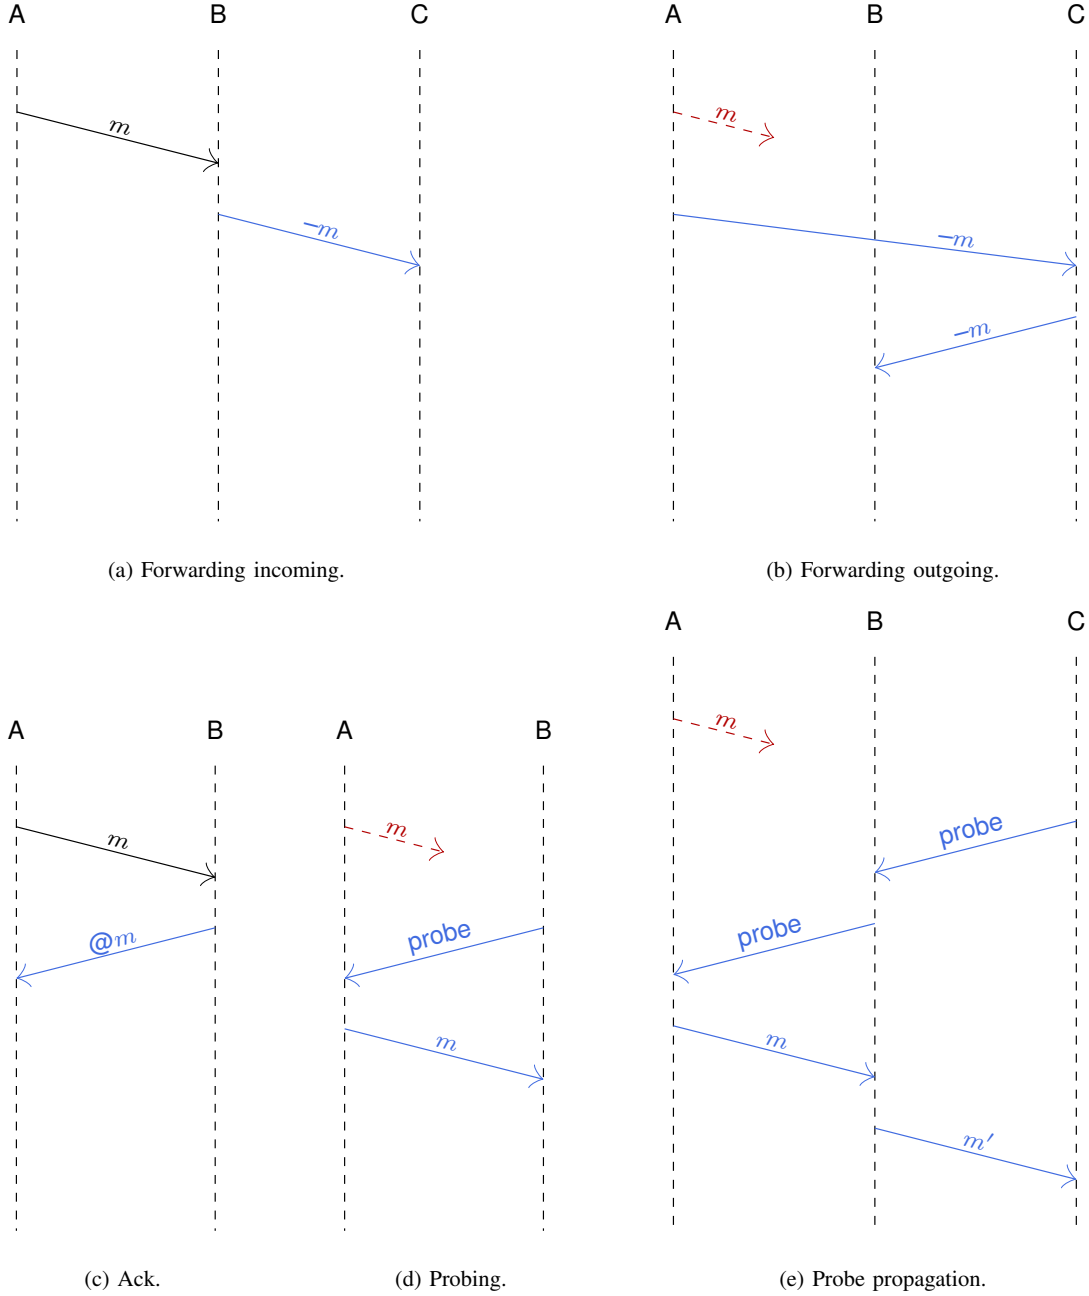 A B C
m
–m
(a) Forwarding incoming.
A B C
m
–m
–m
(b) Forwarding outgoing.
A B
m
@m
(c) Ack.
A B
m
probe
m
(d) Probing.
A B C
m
probe
probe
m
m′
(e) Probe propagation.